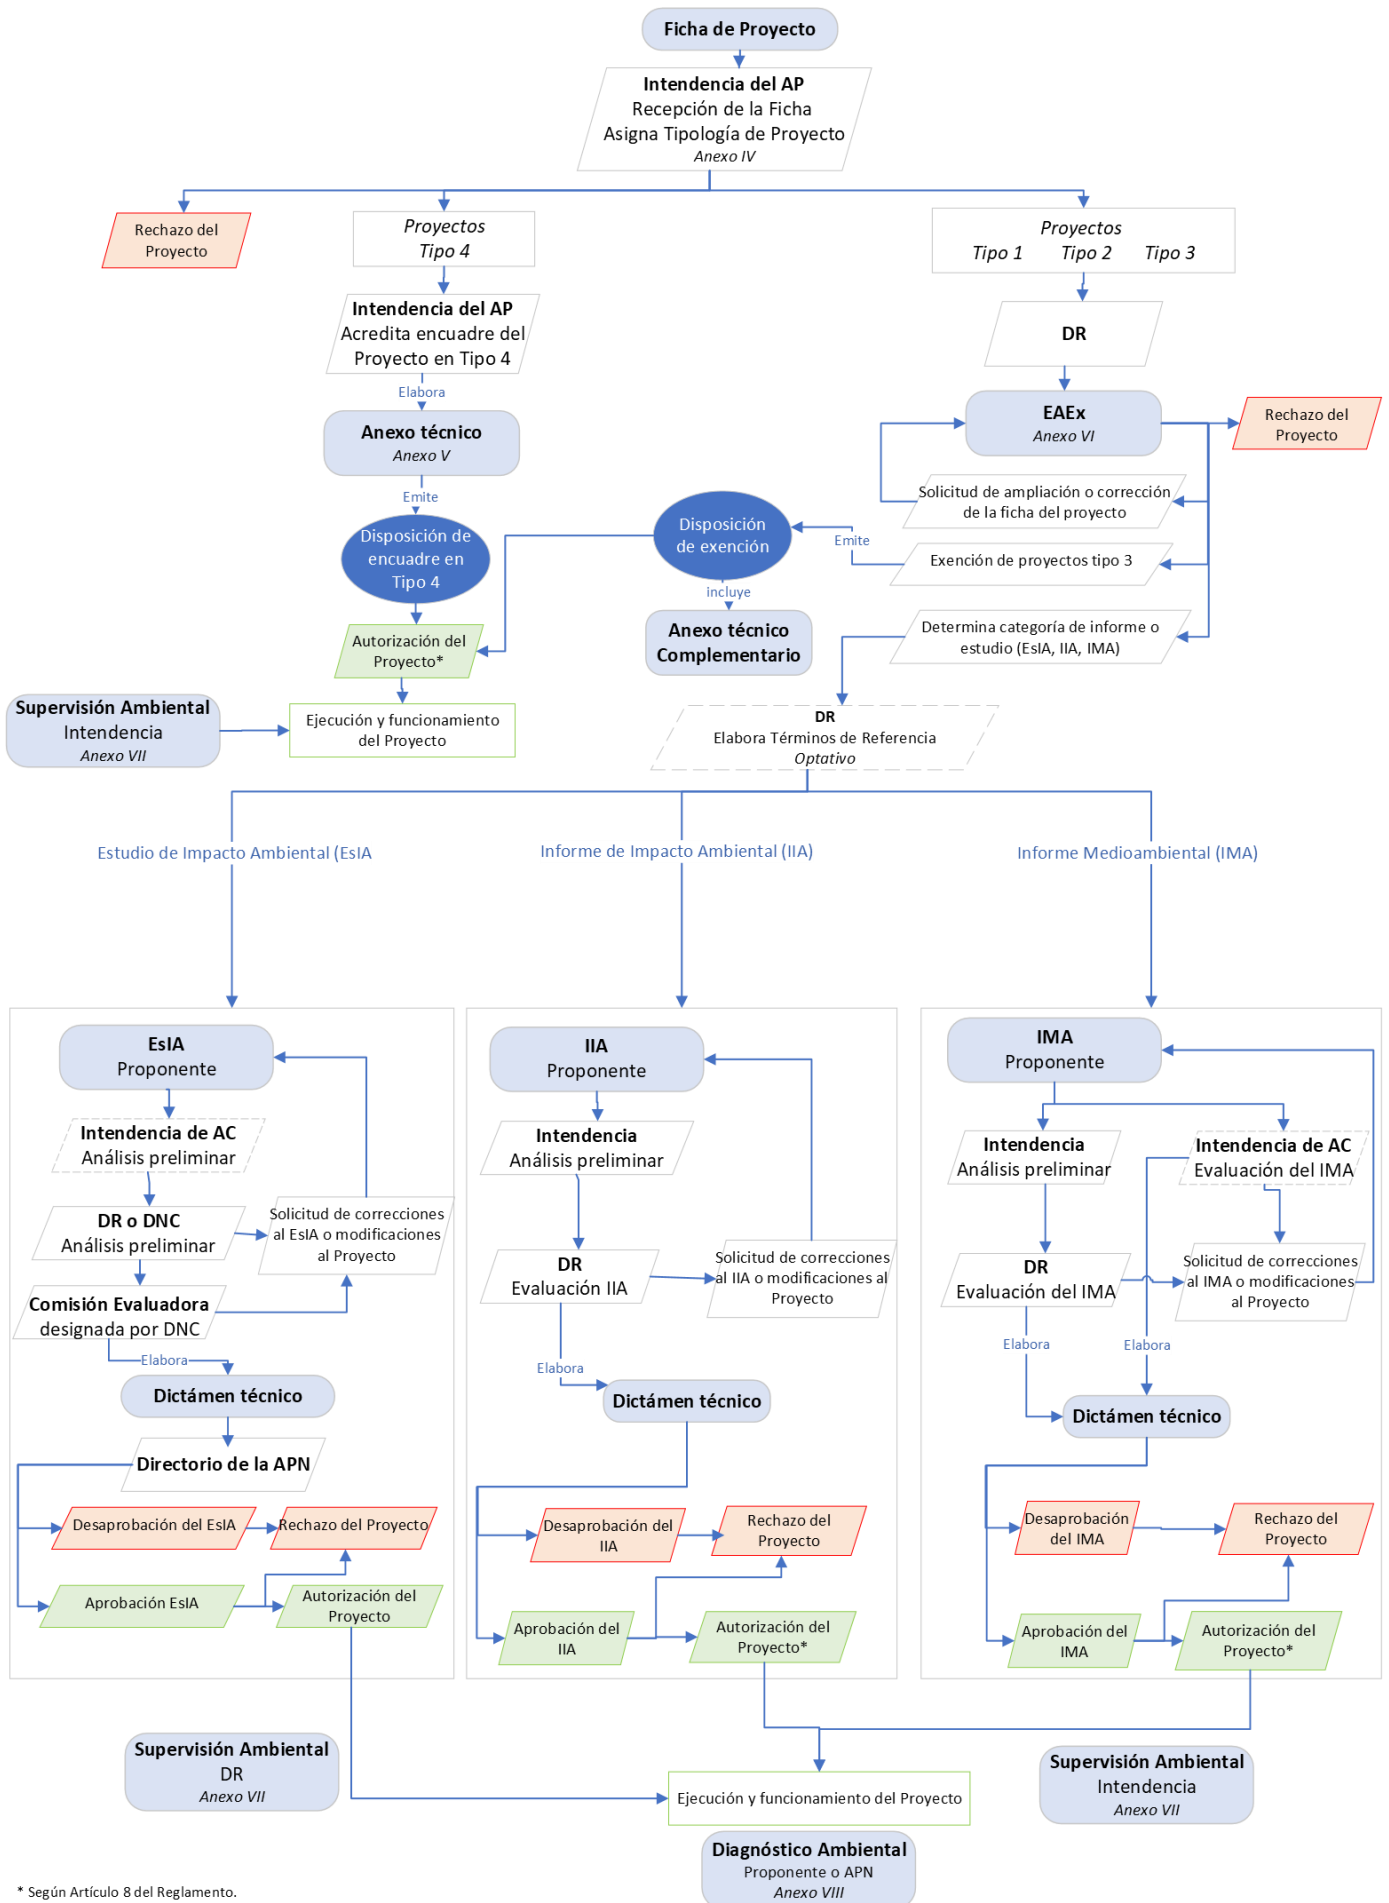 Ficha de Proyecto
Intendencia del AP
Recepción de la Ficha
Asigna Tipología de Proyecto
Anexo IV
Rechazo del
Proyecto
Proyectos
Tipo 4
Proyectos
Tipo 1 Tipo 2 Tipo 3
Intendencia del AP
Acredita encuadre del
Proyecto en Tipo 4
DR
Elabora
Anexo técnico
Anexo V
EAEx
Anexo VI
Rechazo del
Proyecto
Emite
Solicitud de ampliación o corrección
de la ficha del proyecto
Disposición de
encuadre en
Tipo 4
Disposición
de exención
Emite
Exención de proyectos tipo 3
incluye
Anexo técnico
Complementario
Determina categoría de informe o
estudio (EsIA, IIA, IMA)
Autorización del
Proyecto*
Supervisión Ambiental
Intendencia
Anexo VII
Ejecución y funcionamiento
del Proyecto
DR
Elabora Términos de Referencia
Optativo
Estudio de Impacto Ambiental (EsIA
Informe de Impacto Ambiental (IIA)
Informe Medioambiental (IMA)
EsIA
Proponente
Intendencia de AC
Análisis preliminar
DR o DNC
Análisis preliminar
Solicitud de correcciones
al EsIA o modificaciones
al Proyecto
Comisión Evaluadora
designada por DNC
Elabora
Dictámen técnico
Directorio de la APN
Desaprobación del EsIA
Rechazo del Proyecto
Aprobación EsIA
Autorización del
Proyecto
IIA
Proponente
Intendencia
Análisis preliminar
DR
Evaluación IIA
Solicitud de correcciones
al IIA o modificaciones al
Proyecto
Elabora
Dictámen técnico
Desaprobación del
IIA
Rechazo del
Proyecto
Aprobación del
IIA
Autorización del
Proyecto*
IMA
Proponente
Intendencia
Análisis preliminar
Intendencia de AC
Evaluación del IMA
DR
Evaluación del IMA
Solicitud de correcciones
al IMA o modificaciones
al Proyecto
Elabora
Elabora
Dictámen técnico
Desaprobación
del IMA
Rechazo del
Proyecto
Aprobación del
IMA
Autorización del
Proyecto*
Supervisión Ambiental
DR
Anexo VII
Ejecución y funcionamiento del Proyecto
Supervisión Ambiental
Intendencia
Anexo VII
Diagnóstico Ambiental
Proponente o APN
Anexo VIII
* Según Artículo 8 del Reglamento.